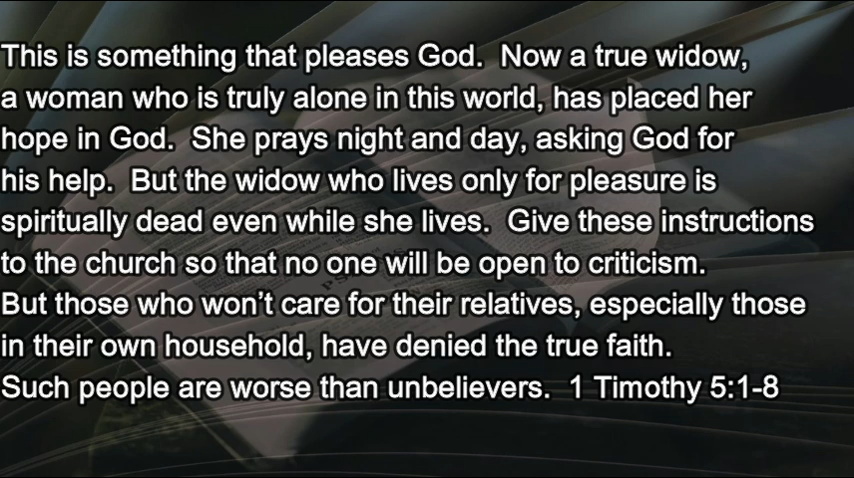 This is something that pleases God.  Now a true widow,
a woman who is truly alone in this world, has placed her
hope in God.  She prays night and day, asking God for
his help.  But the widow who lives only for pleasure is
spiritually dead even while she lives.  Give these instructions
to the church so that no one will be open to criticism.
But those who won't care for their relatives, especially those
in their own household, have denied the true faith.
Such people are worse than unbelievers.  1 Timothy 5:1-8